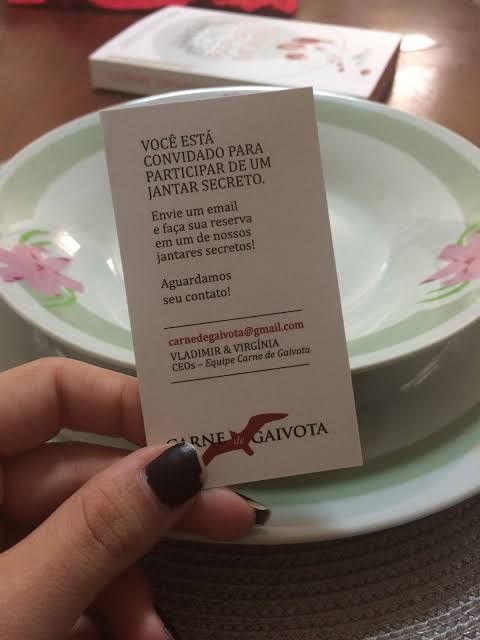 VOCÊ ESTÁ
CONVIDADO PARA
PARTICIPAR DE UM
JANTAR SECRETO.
Envie um email
e faça sua reserva
em um de nossos
jantares secretos!
Aguardamos
seu contato!
carnedegaivota@gmail.com
VLADIMIR & VIRGÍNIA
CEOs – Equipe Carne de Gaivota
CARNE de GAIVOTA